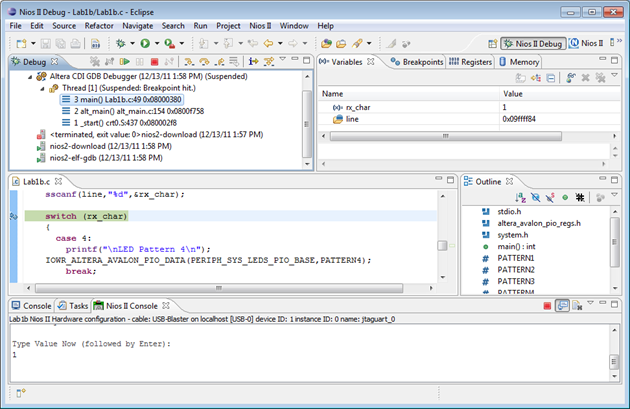 Nios II Debug - Lab1b/Lab1b.c - Eclipse
File Edit Source Refactor Navigate Search Run Project Nios II Window Help
Nios II Debug Nios II
Debug
Altera CDI GDB Debugger (12/13/11 1:58 PM) (Suspended)
Thread [1] (Suspended: Breakpoint hit.)
3 main() Lab1b.c:49 0x08000380
2 alt_main() alt_main.c:154 0x0800f758
1 _start() crt0.S:437 0x080002f8
<terminated, exit value: 0>nios2-download (12/13/11 1:57 PM)
nios2-download (12/13/11 1:58 PM)
nios2-elf-gdb (12/13/11 1:58 PM)
Variables Breakpoints Registers Memory
Name Value
rx_char 1
line 0x09ffff84
Lab1b.c
sscanf(line,"%d",&rx_char);
switch (rx_char)
{
case 4:
printf("\nLED Pattern 4\n");
IOWR_ALTERA_AVALON_PIO_DATA(PERIPH_SYS_LEDS_PIO_BASE,PATTERN4);
break;
Outline
stdio.h
altera_avalon_pio_regs.h
system.h
main() : int
PATTERN1
PATTERN2
PATTERN3
PATTERN4
Console Tasks Nios II Console
Lab1b Nios II Hardware configuration - cable: USB-Blaster on localhost [USB-0] device ID: 1 instance ID: 0 name: jtaguart_0
Type Value Now (followed by Enter):
1